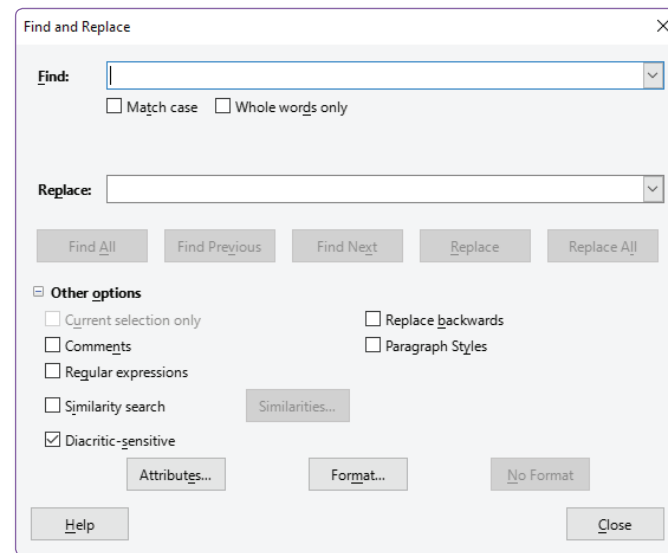 Find and Replace
Find:
Match case Whole words only
Replace:
Find All Find Previous Find Next Replace Replace All
Other options
Current selection only Replace backwards
Comments Paragraph Styles
Regular expressions
Similarity search Similarities...
Diacritic-sensitive
Attributes... Format... No Format
Help Close